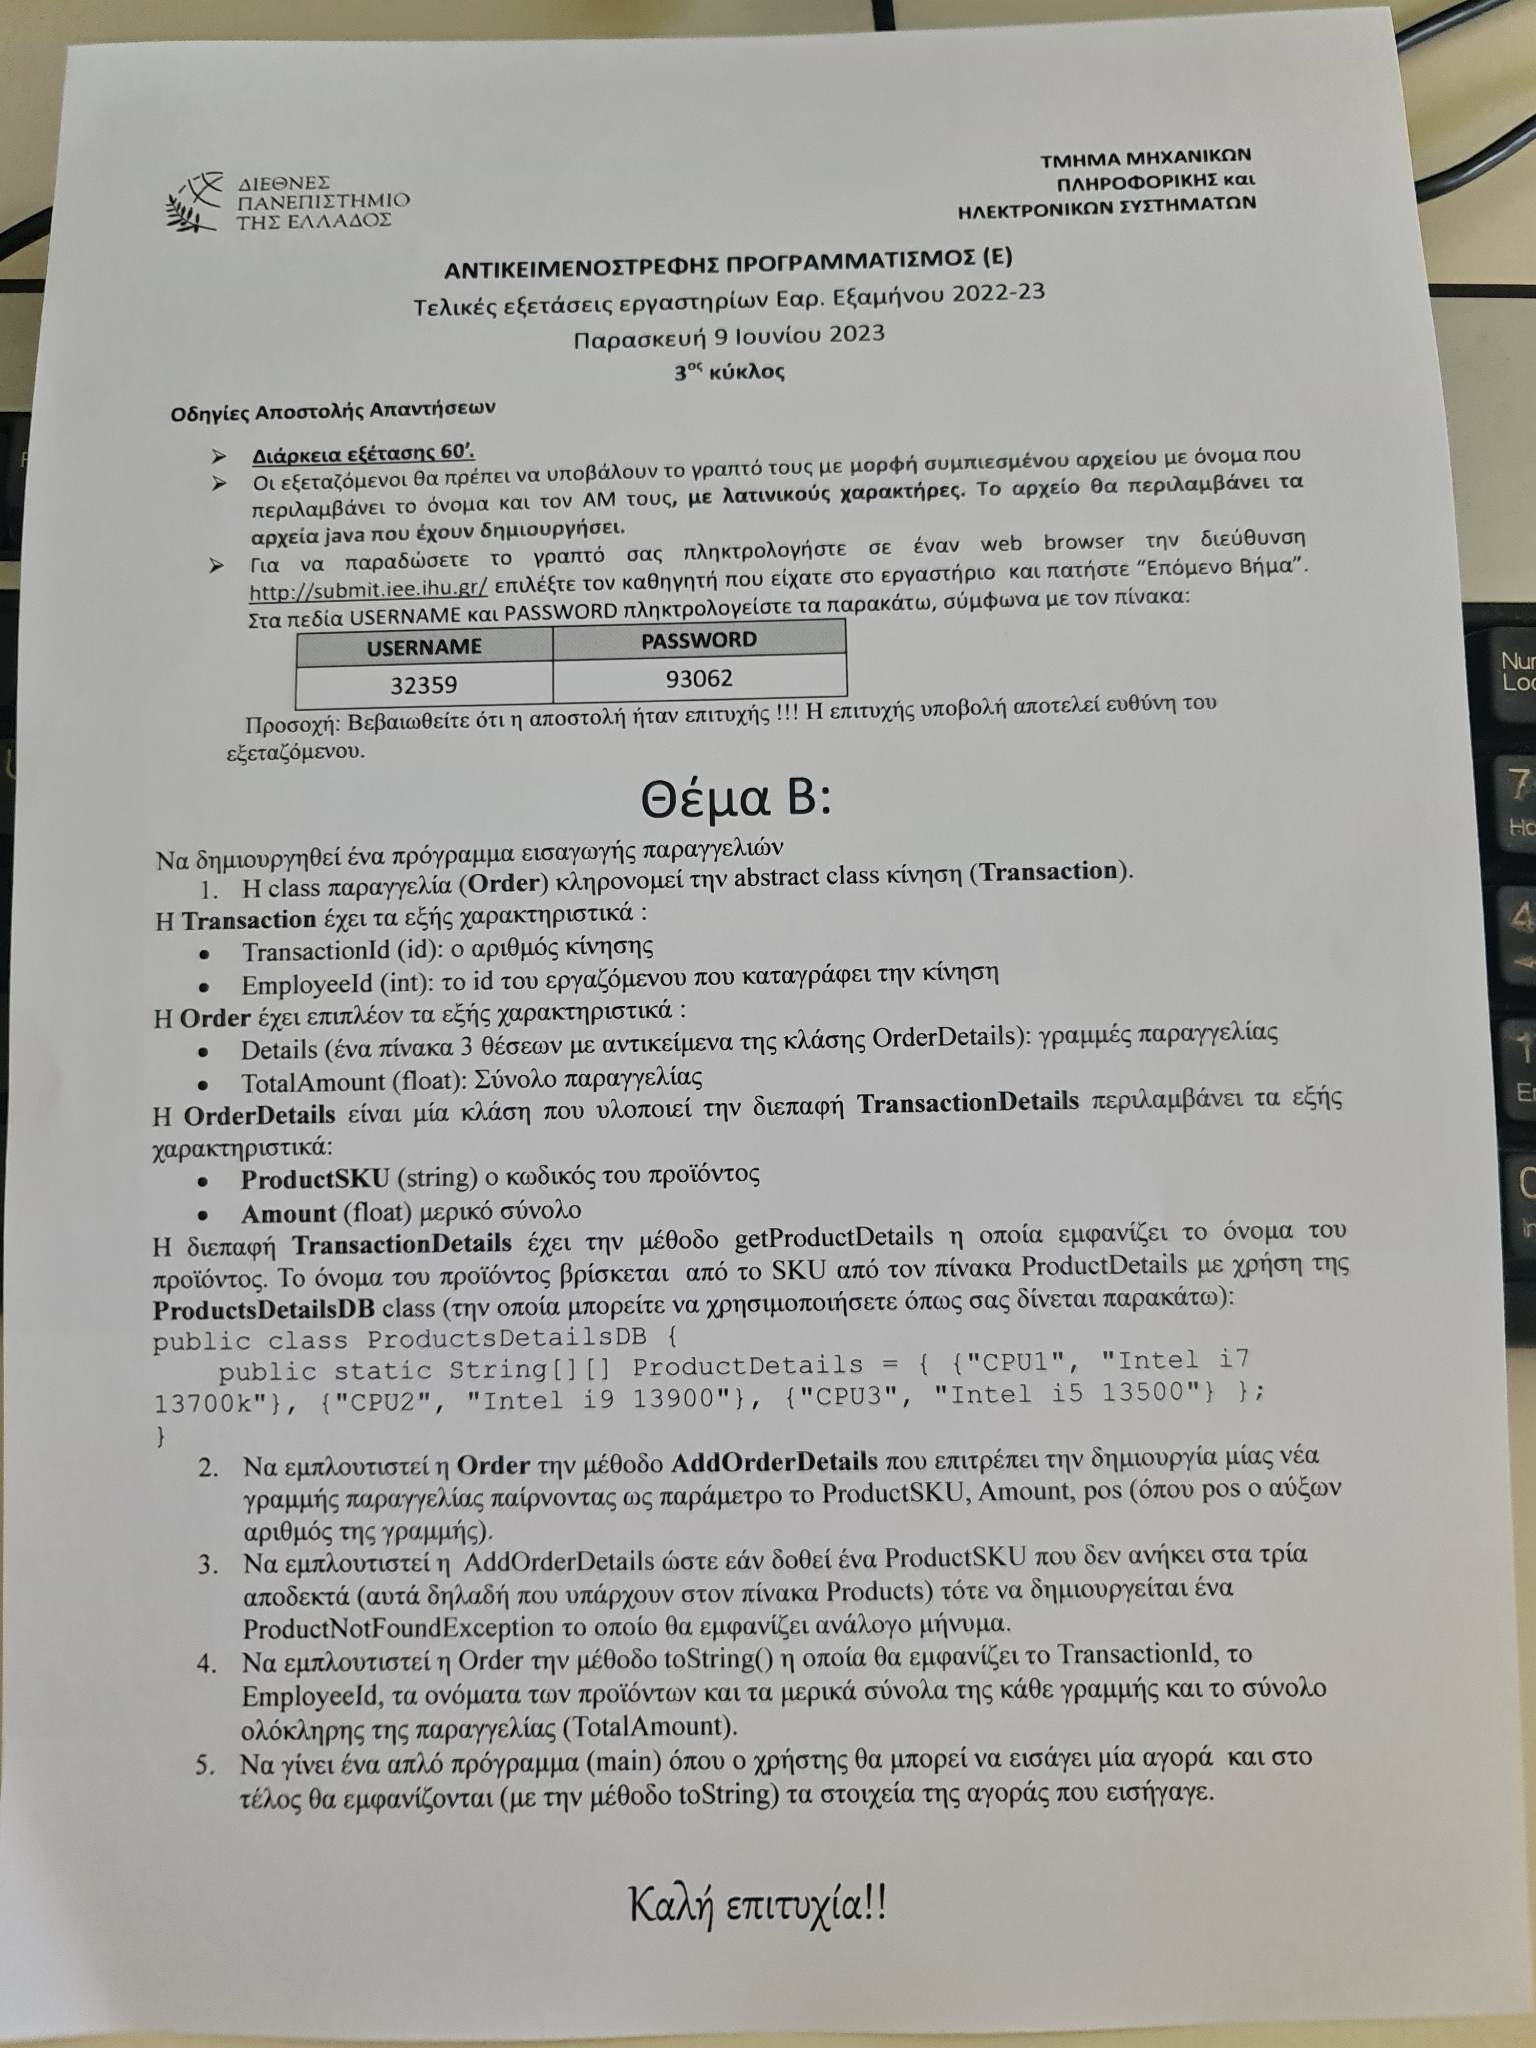 ΔΙΕΘΝΕΣ
ΠΑΝΕΠΙΣΤΗΜΙΟ
ΤΗΣ ΕΛΛΑΔΟΣ
ΤΜΗΜΑ ΜΗΧΑΝΙΚΩΝ
ΠΛΗΡΟΦΟΡΙΚΗΣ και
ΗΛΕΚΤΡΟΝΙΚΩΝ ΣΥΣΤΗΜΑΤΩΝ
ΑΝΤΙΚΕΙΜΕΝΟΣΤΡΕΦΗΣ ΠΡΟΓΡΑΜΜΑΤΙΣΜΟΣ (Ε)
Τελικές εξετάσεις εργαστηρίων Εαρ. Εξαμήνου 2022-23
Παρασκευή 9 Ιουνίου 2023
3ος κύκλος
Οδηγίες Αποστολής Απαντήσεων
➢ Διάρκεια εξέτασης 60’.
➢ Οι εξεταζόμενοι θα πρέπει να υποβάλουν το γραπτό τους με μορφή συμπιεσμένου αρχείου με όνομα που
περιλαμβάνει το όνομα και τον ΑΜ τους, με λατινικούς χαρακτήρες. Το αρχείο θα περιλαμβάνει τα
αρχεία java που έχουν δημιουργήσει.
➢ Για να παραδώσετε το γραπτό σας πληκτρολογήστε σε έναν web browser την διεύθυνση
http://submit.iee.ihu.gr/ επιλέξτε τον καθηγητή που είχατε στο εργαστήριο και πατήστε “Επόμενο Βήμα”.
Στα πεδία USERNAME και PASSWORD πληκτρολογείστε τα παρακάτω, σύμφωνα με τον πίνακα:
USERNAME PASSWORD
32359 93062
Προσοχή: Βεβαιωθείτε ότι η αποστολή ήταν επιτυχής !!! Η επιτυχής υποβολή αποτελεί ευθύνη του
εξεταζόμενου.
Θέμα Β:
Να δημιουργηθεί ένα πρόγραμμα εισαγωγής παραγγελιών
1. Η class παραγγελία (Order) κληρονομεί την abstract class κίνηση (Transaction).
Η Transaction έχει τα εξής χαρακτηριστικά :
• TransactionId (id): ο αριθμός κίνησης
• EmployeeId (int): το id του εργαζόμενου που καταγράφει την κίνηση
Η Order έχει επιπλέον τα εξής χαρακτηριστικά :
• Details (ένα πίνακα 3 θέσεων με αντικείμενα της κλάσης OrderDetails): γραμμές παραγγελίας
• TotalAmount (float): Σύνολο παραγγελίας
Η OrderDetails είναι μία κλάση που υλοποιεί την διεπαφή TransactionDetails περιλαμβάνει τα εξής
χαρακτηριστικά:
• ProductSKU (string) ο κωδικός του προϊόντος
• Amount (float) μερικό σύνολο
Η διεπαφή TransactionDetails έχει την μέθοδο getProductDetails η οποία εμφανίζει το όνομα του
προϊόντος. Το όνομα του προϊόντος βρίσκεται από το SKU από τον πίνακα ProductDetails με χρήση της
ProductsDetailsDB class (την οποία μπορείτε να χρησιμοποιήσετε όπως σας δίνεται παρακάτω):
public class ProductsDetailsDB {
public static String[][] ProductDetails = { {"CPU1", "Intel i7
13700k"}, {"CPU2", "Intel i9 13900"}, {"CPU3", "Intel i5 13500"} };
}
2. Να εμπλουτιστεί η Order την μέθοδο AddOrderDetails που επιτρέπει την δημιουργία μίας νέα
γραμμής παραγγελίας παίρνοντας ως παράμετρο το ProductSKU, Amount, pos (όπου pos ο αύξων
αριθμός της γραμμής).
3. Να εμπλουτιστεί η AddOrderDetails ώστε εάν δοθεί ένα ProductSKU που δεν ανήκει στα τρία
αποδεκτά (αυτά δηλαδή που υπάρχουν στον πίνακα Products) τότε να δημιουργείται ένα
ProductNotFoundException το οποίο θα εμφανίζει ανάλογο μήνυμα.
4. Να εμπλουτιστεί η Order την μέθοδο toString() η οποία θα εμφανίζει το TransactionId, το
EmployeeId, τα ονόματα των προϊόντων και τα μερικά σύνολα της κάθε γραμμής και το σύνολο
ολόκληρης της παραγγελίας (TotalAmount).
5. Να γίνει ένα απλό πρόγραμμα (main) όπου ο χρήστης θα μπορεί να εισάγει μία αγορά και στο
τέλος θα εμφανίζονται (με την μέθοδο toString) τα στοιχεία της αγοράς που εισήγαγε.
Καλή επιτυχία!!
Num
7
4